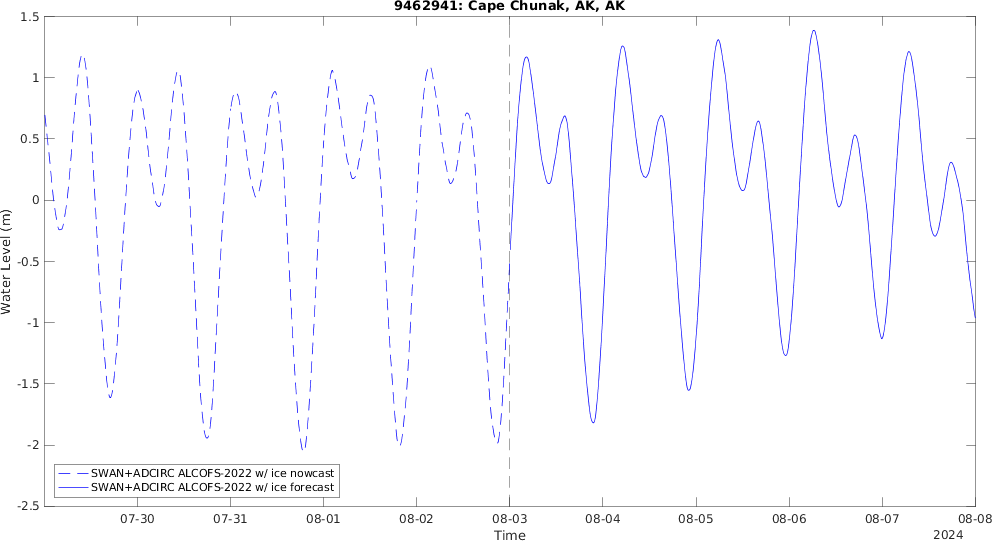 9462941: Cape Chunak, AK, AK
1.5
1
0.5
0
-0.5
-1
-1.5
-2
-2.5
Water Level (m)
SWAN+ADCIRC ALCOFS-2022 w/ ice nowcast
SWAN+ADCIRC ALCOFS-2022 w/ ice forecast
07-30 07-31 08-01 08-02 08-03 08-04 08-05 08-06 08-07 08-08
Time
2024